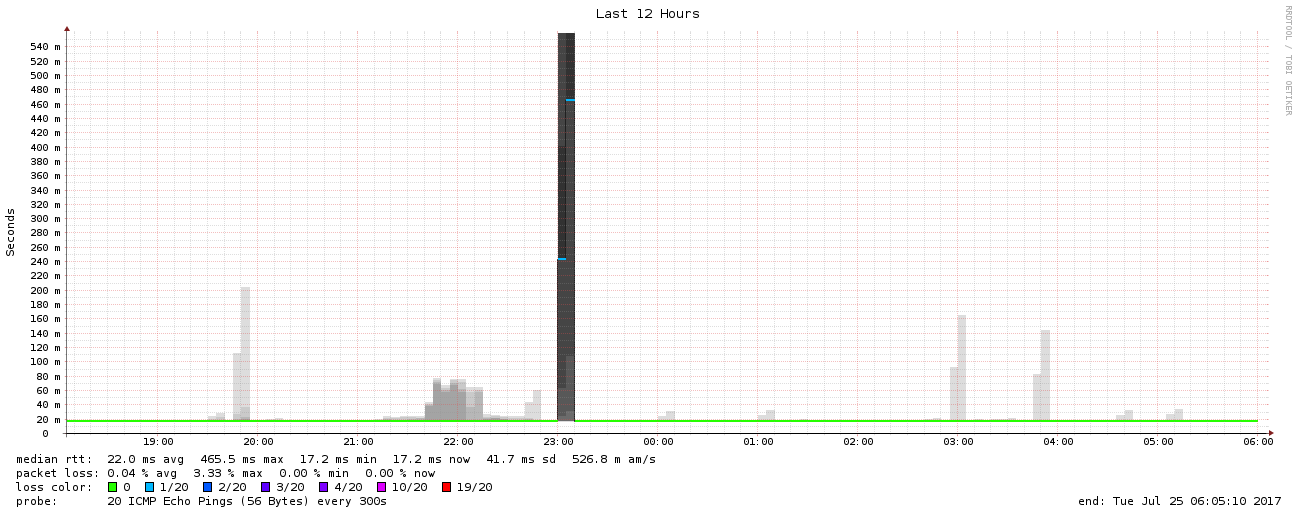 Last 12 Hours
RRDTOOL / TOBI OETIKER
Seconds
540 m
520 m
500 m
480 m
460 m
440 m
420 m
400 m
380 m
360 m
340 m
320 m
300 m
280 m
260 m
240 m
220 m
200 m
180 m
160 m
140 m
120 m
100 m
80 m
60 m
40 m
20 m
0
19:00 20:00 21:00 22:00 23:00 00:00 01:00 02:00 03:00 04:00 05:00 06:00
median rtt: 22.0 ms avg 465.5 ms max 17.2 ms min 17.2 ms now 41.7 ms sd 526.8 m am/s
packet loss: 0.04 % avg 3.33 % max 0.00 % min 0.00 % now
loss color: 0 1/20 2/20 3/20 4/20 10/20 19/20
probe: 20 ICMP Echo Pings (56 Bytes) every 300s end: Tue Jul 25 06:05:10 2017